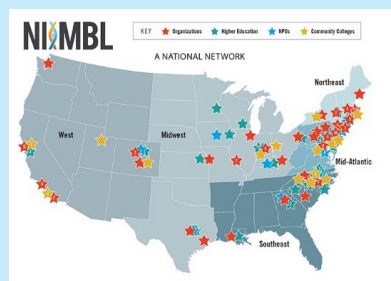 NIIMBL
KEY Organizations Higher Education NPOs Community Colleges
A NATIONAL NETWORK
Northeast
West
Midwest
Mid-Atlantic
Southeast